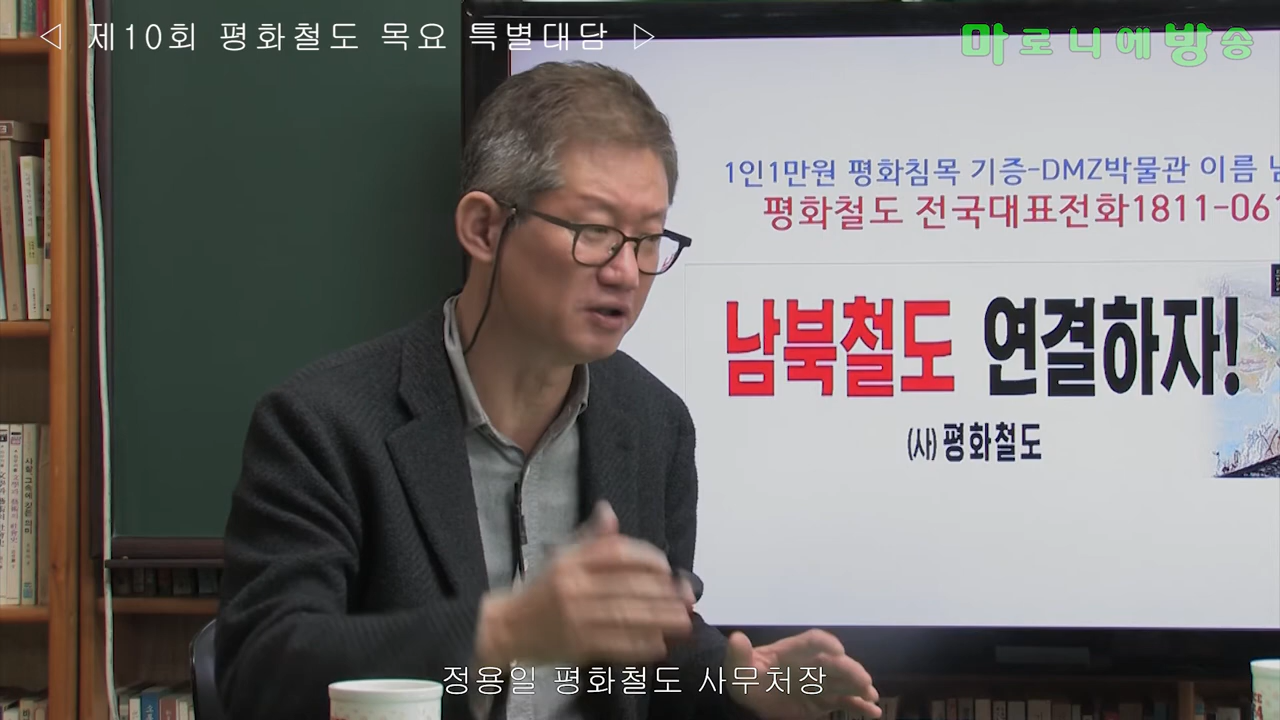 ◁ 제10회 평화철도 목요 특별대담 ▷
마로니에방송
1인1만원 평화침목 기증-DMZ박물관 이름
평화철도 전국대표전화1811-061
남북철도 연결하자!
(사)평화철도
정용일 평화철도 사무처장